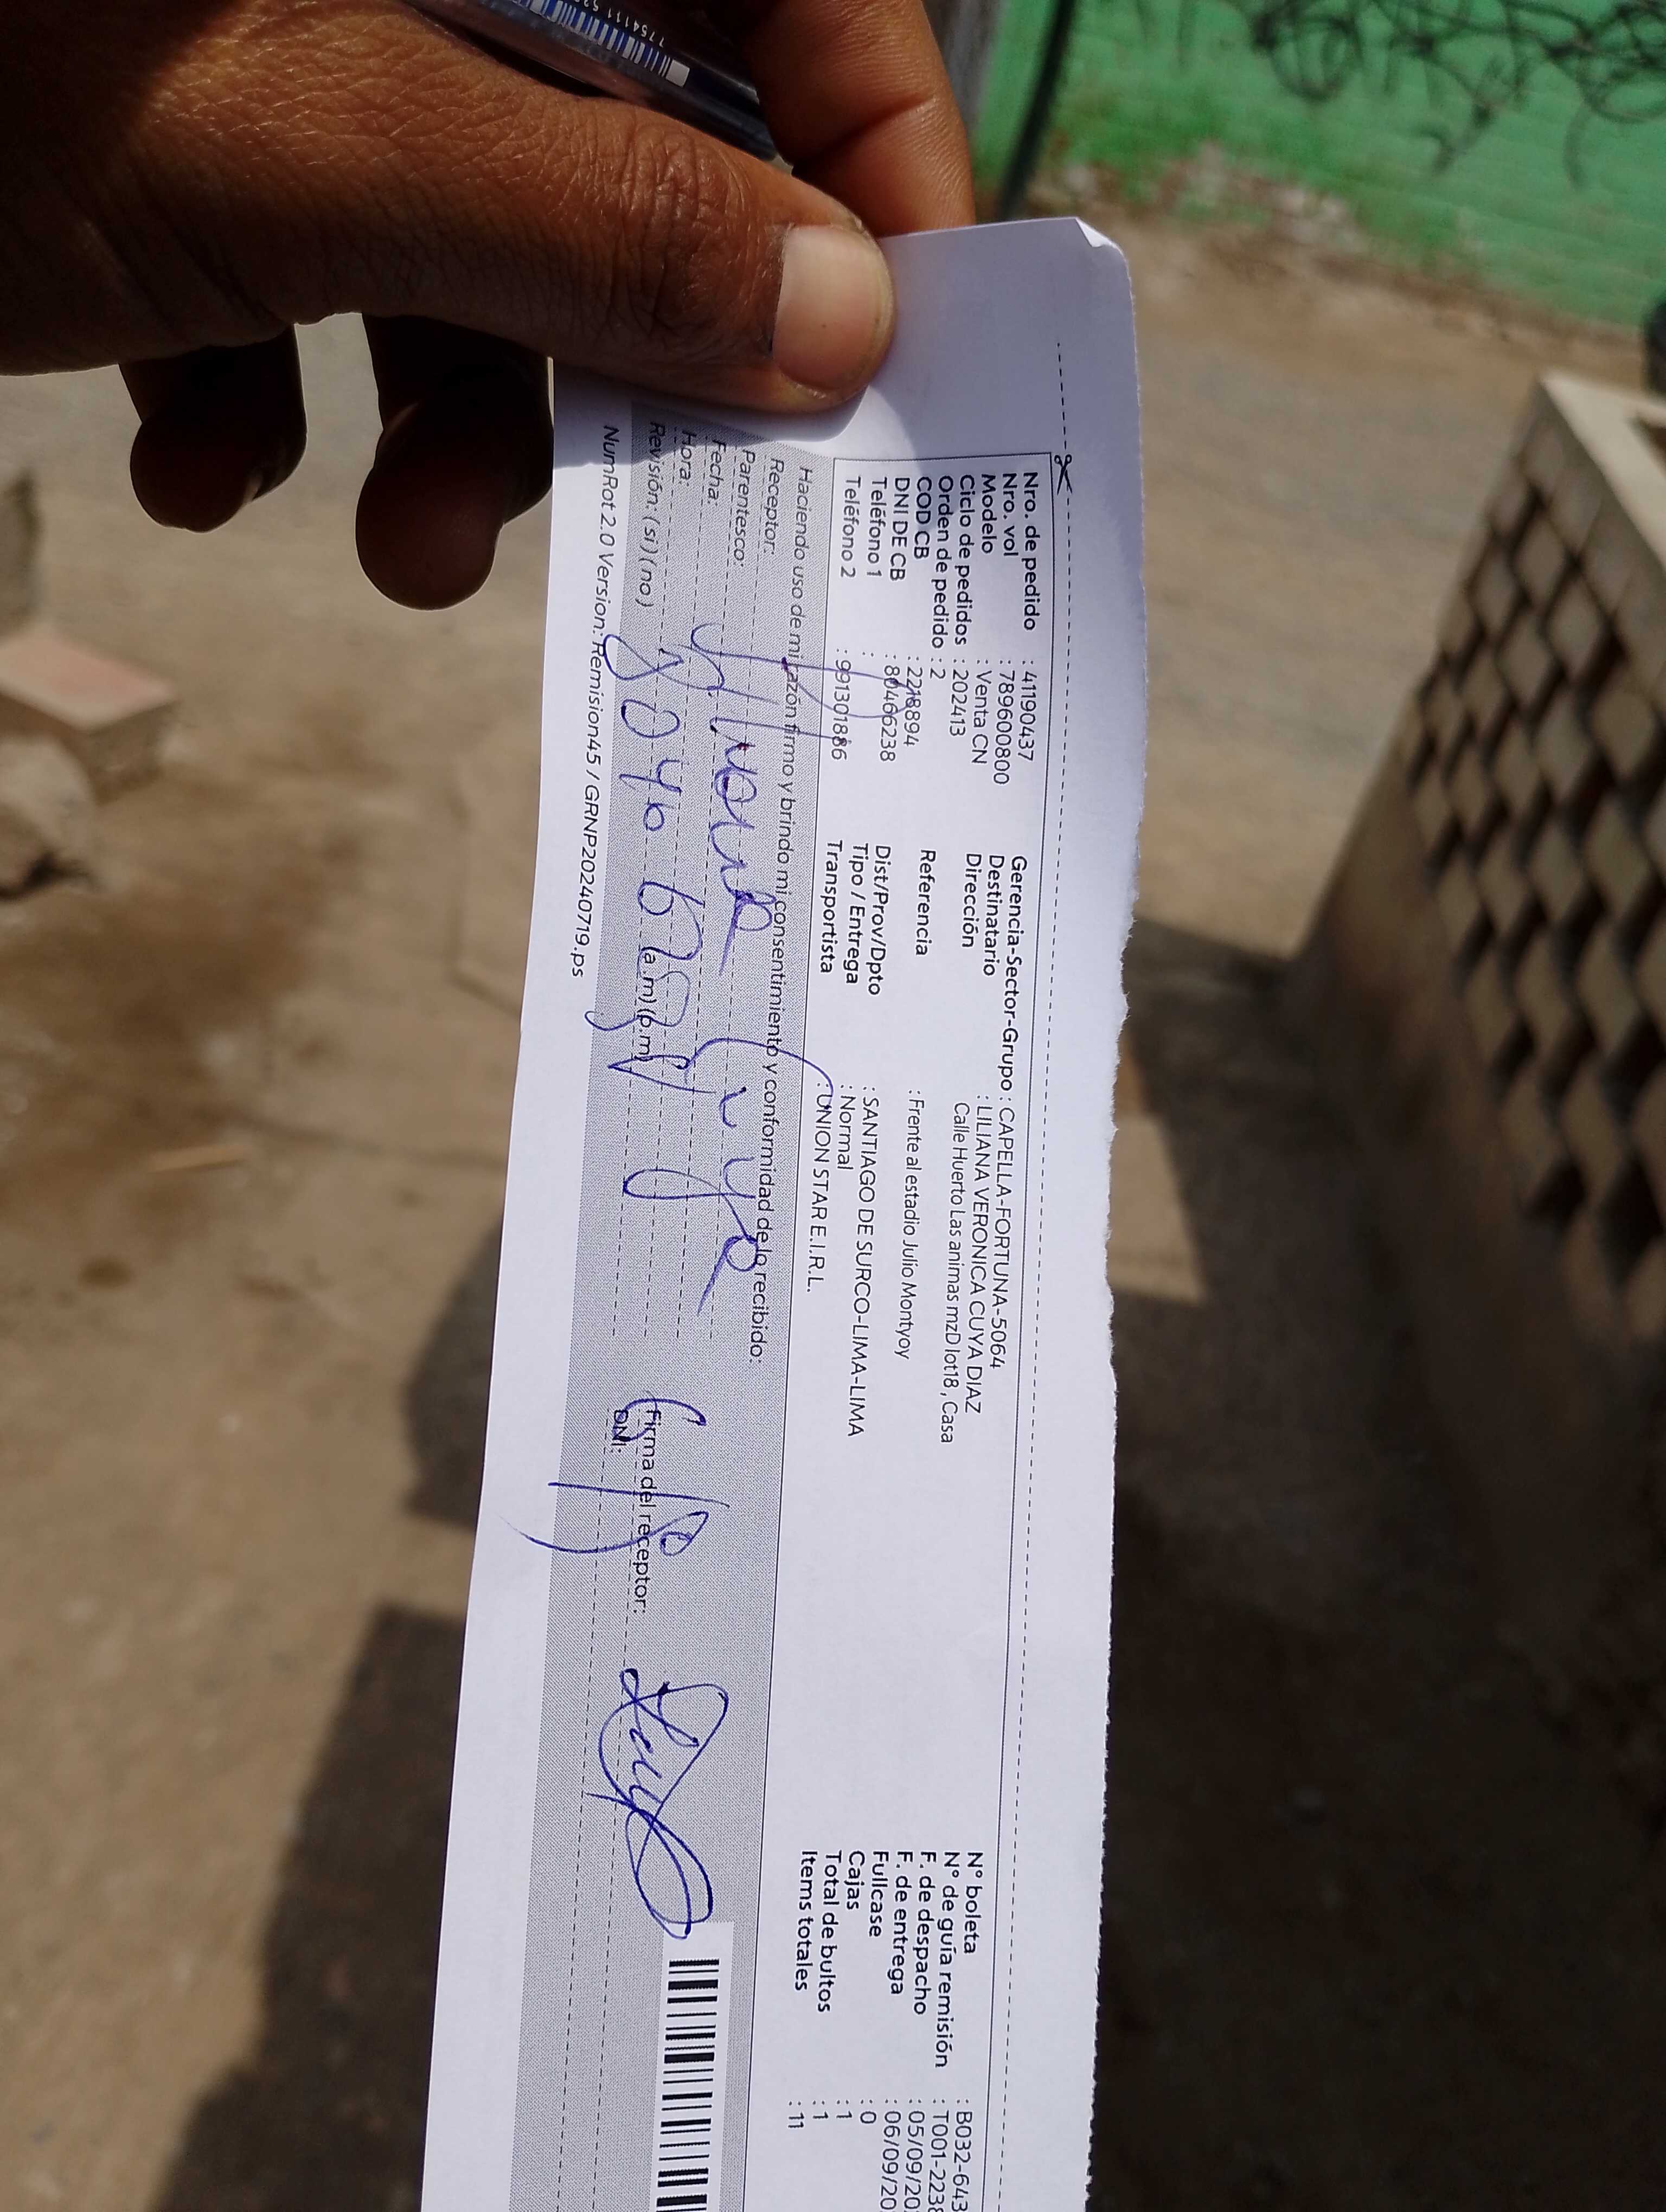 Nro. de pedido : 41190437
Nro. vol : 789600800
Modelo : Venta CN
Ciclo de pedidos : 202413
Orden de pedido : 2
COD CB : 2218894
DNI DE CB : 80466238
Teléfono 1 :
Teléfono 2 : 991301886
Gerencia-Sector-Grupo : CAPELLA-FORTUNA-5064
Destinatario : LILIANA VERONICA CUYA DIAZ
Dirección Calle Huerto Las animas mzD lot18 , Casa
Referencia : Frente al estadio Julio Montyoy
Dist/Prov/Dpto : SANTIAGO DE SURCO-LIMA-LIMA
Tipo / Entrega : Normal
Transportista : UNION STAR E.I.R.L.
N° boleta : B032-643
N° de guía remisión : T001-2238
F. de despacho : 05/09/20
F. de entrega : 06/09/20
Fullcase : 0
Cajas : 1
Total de bultos : 1
Items totales : 11
Haciendo uso de mi razón firmo y brindo mi consentimiento y conformidad de lo recibido:
Receptor:
Parentesco:
Fecha:
Hora: (a.m) (p.m)
Revisión: (si) (no)
Firma del receptor:
DNI:
NumRot 2.0 Version: Remision45 / GRNP20240719.ps